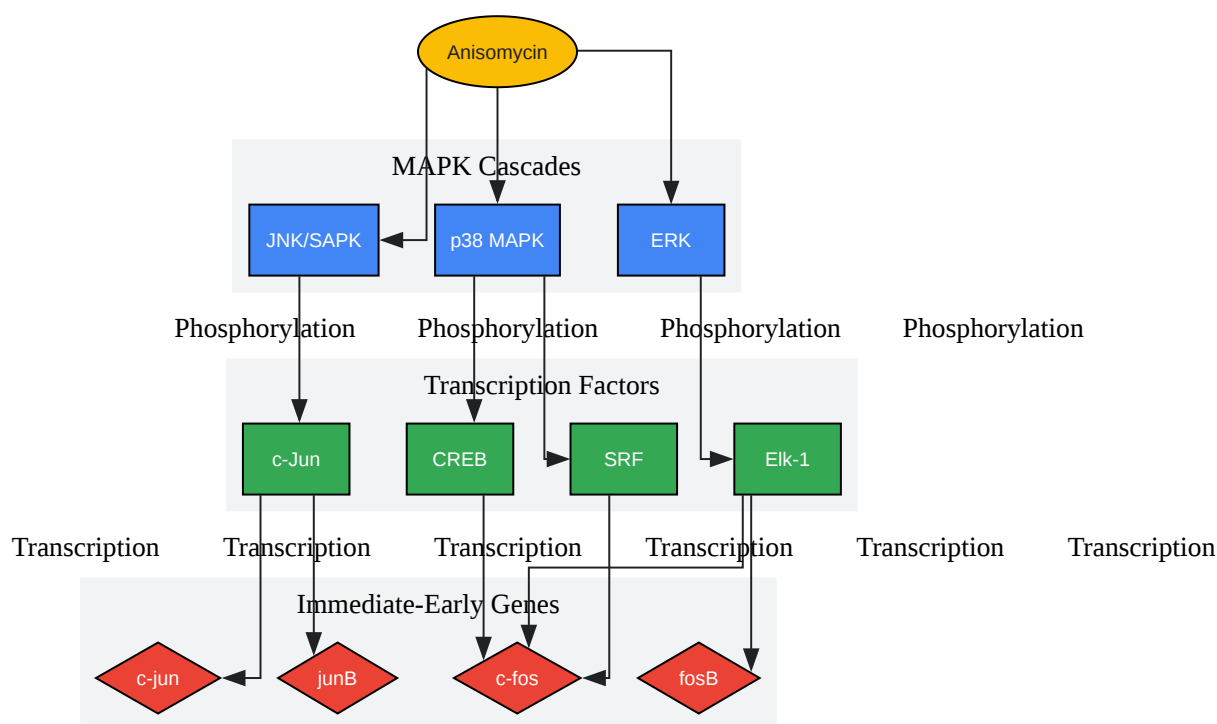 Anisomycin
MAPK Cascades
JNK/SAPK
p38 MAPK
ERK
Phosphorylation
Phosphorylation
Phosphorylation
Phosphorylation
Transcription Factors
c-Jun
CREB
SRF
Elk-1
Transcription
Transcription
Transcription
Transcription
Transcription
Transcription
Immediate-Early Genes
c-jun
junB
c-fos
fosB